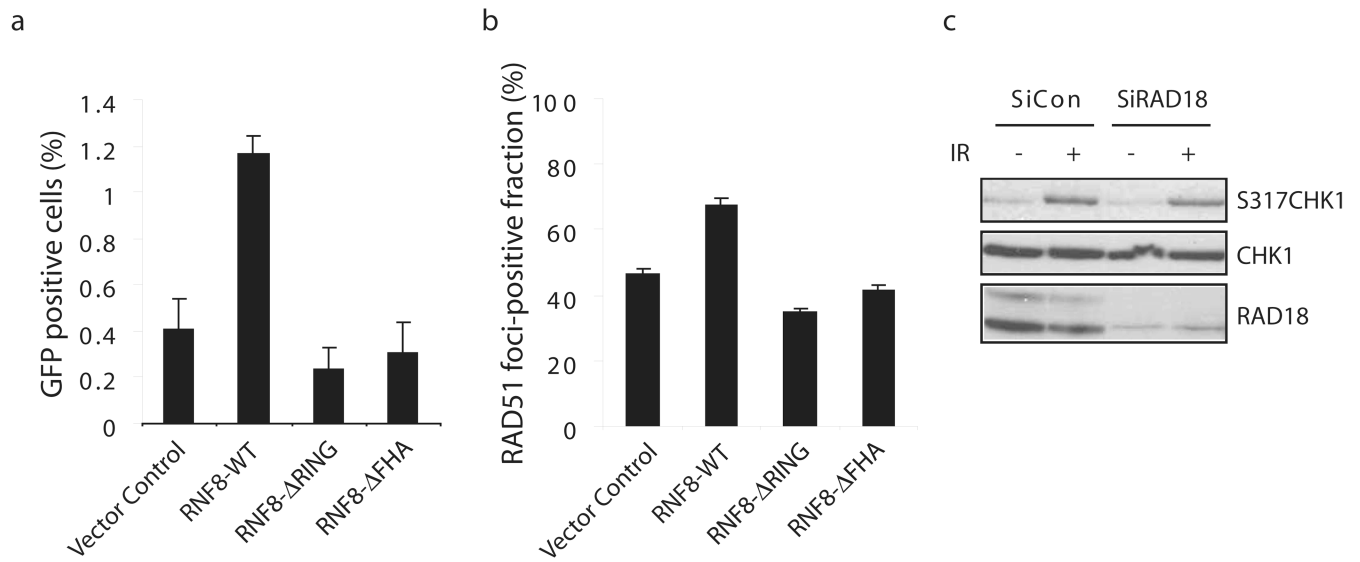 a
GFP positive cells (%)
1.4
1.2
1
0.8
0.6
0.4
0.2
0
Vector Control
RNF8-WT
RNF8-ΔRING
RNF8-ΔFHA
b
RAD51 foci-positive fraction (%)
100
80
60
40
20
0
Vector Control
RNF8-WT
RNF8-ΔRING
RNF8-ΔFHA
c
SiCon SiRAD18
IR - + - +
S317CHK1
CHK1
RAD18